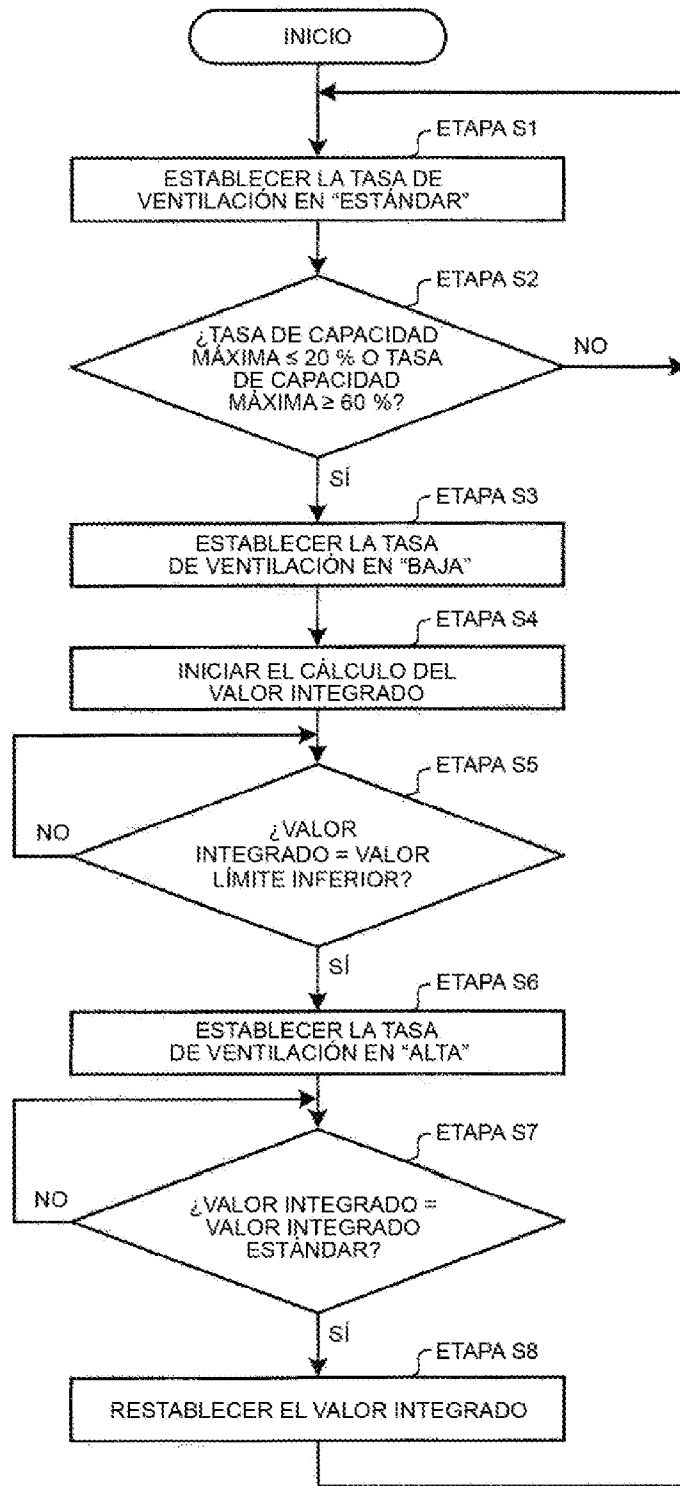 INICIO
ETAPA S1
ESTABLECER LA TASA DE
VENTILACIÓN EN “ESTÁNDAR”
ETAPA S2
¿TASA DE CAPACIDAD
MÁXIMA ≤ 20 % O TASA
DE CAPACIDAD
MÁXIMA ≥ 60 %?
NO
SÍ
ETAPA S3
ESTABLECER LA TASA
DE VENTILACIÓN EN “BAJA”
ETAPA S4
INICIAR EL CÁLCULO DEL
VALOR INTEGRADO
ETAPA S5
NO
¿VALOR
INTEGRADO = VALOR
LÍMITE INFERIOR?
SÍ
ETAPA S6
ESTABLECER LA TASA
DE VENTILACIÓN EN “ALTA”
ETAPA S7
NO
¿VALOR INTEGRADO =
VALOR INTEGRADO
ESTÁNDAR?
SÍ
ETAPA S8
RESTABLECER EL VALOR INTEGRADO